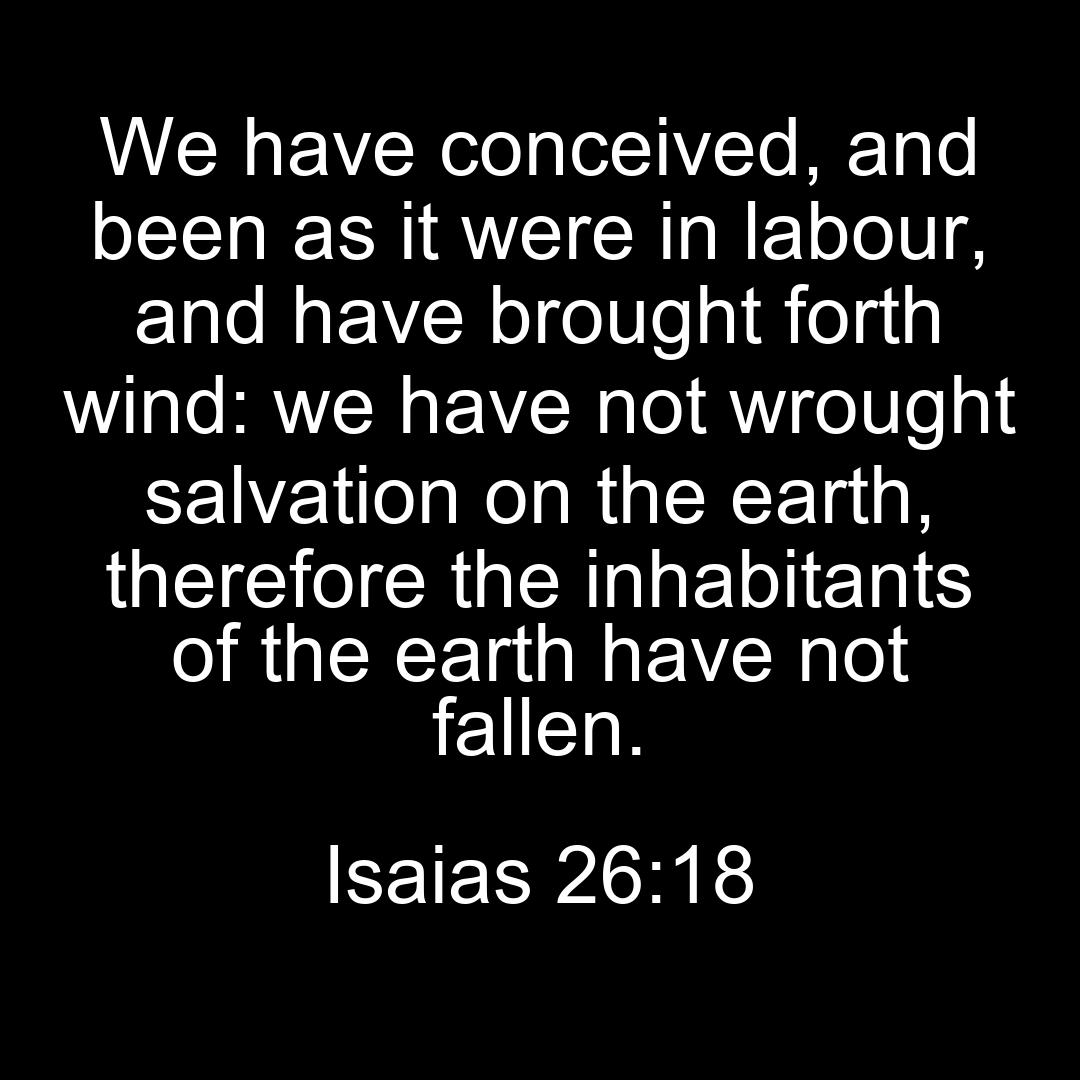 We have conceived, and
been as it were in labour,
and have brought forth
wind: we have not wrought
salvation on the earth,
therefore the inhabitants
of the earth have not
fallen.
Isaias 26:18